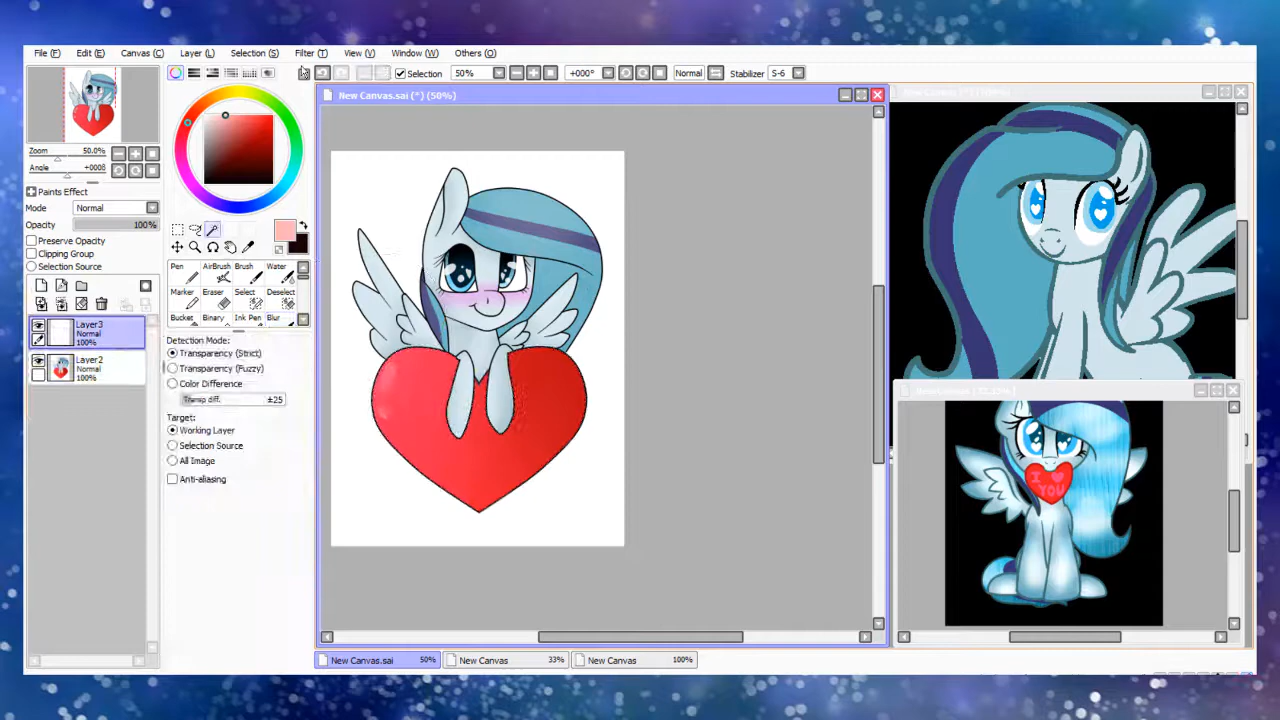 File (F) Edit (E) Canvas (C) Layer (L) Selection (S) Filter (T) View (V) Window (W) Others (O)
Selection 50% +000° Normal Stabilizer S-6
New Canvas.sai (*) (50%)
Zoom 50.0%
Angle +000§
Paints Effect
Mode Normal
Opacity 100%
Preserve Opacity
Clipping Group
Selection Source
Layer3
Normal
100%
Layer2
Normal
100%
Pen AirBrush Brush Water
Marker Eraser Select Deselect
Bucket Binary Ink Pen Blur
Detection Mode:
Transparency (Strict)
Transparency (Fuzzy)
Color Difference
Transp diff. ±25
Target:
Working Layer
Selection Source
All Image
Anti-aliasing
I
YOU
New Canvas.sai 50% New Canvas 33% New Canvas 100%